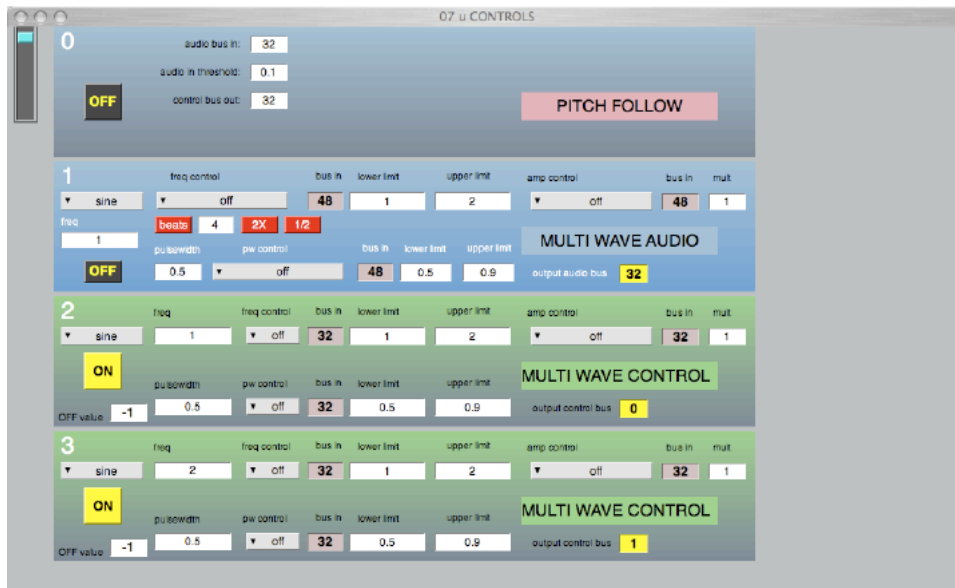 07 u CONTROLS
0
audio bus in: 32
audio in threshold: 0.1
OFF
control bus out: 32
PITCH FOLLOW
1
freq control bus in lower limit upper limit amp control bus in mult
▼ sine ▼ off 48 1 2 ▼ off 48 1
freq beats 4 2X 1/2
1
MULTI WAVE AUDIO
pulsewidth pw control bus in lower limit upper limit
OFF 0.5 ▼ off 48 0.5 0.9 output audio bus 32
2
freq freq control bus in lower limit upper limit amp control bus in mult
▼ sine 1 ▼ off 32 1 2 ▼ off 32 1
ON
MULTI WAVE CONTROL
pulsewidth pw control bus in lower limit upper limit
OFF value -1 0.5 ▼ off 32 0.5 0.9 output control bus 0
3
freq freq control bus in lower limit upper limit amp control bus in mult
▼ sine 2 ▼ off 32 1 2 ▼ off 32 1
ON
MULTI WAVE CONTROL
pulsewidth pw control bus in lower limit upper limit
OFF value -1 0.5 ▼ off 32 0.5 0.9 output control bus 1